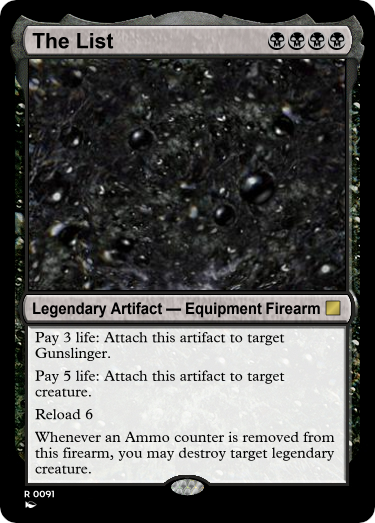 The List
Legendary Artifact — Equipment Firearm
Pay 3 life: Attach this artifact to target
Gunslinger.
Pay 5 life: Attach this artifact to target
creature.
Reload 6
Whenever an Ammo counter is removed from
this firearm, you may destroy target legendary
creature.
R 0091